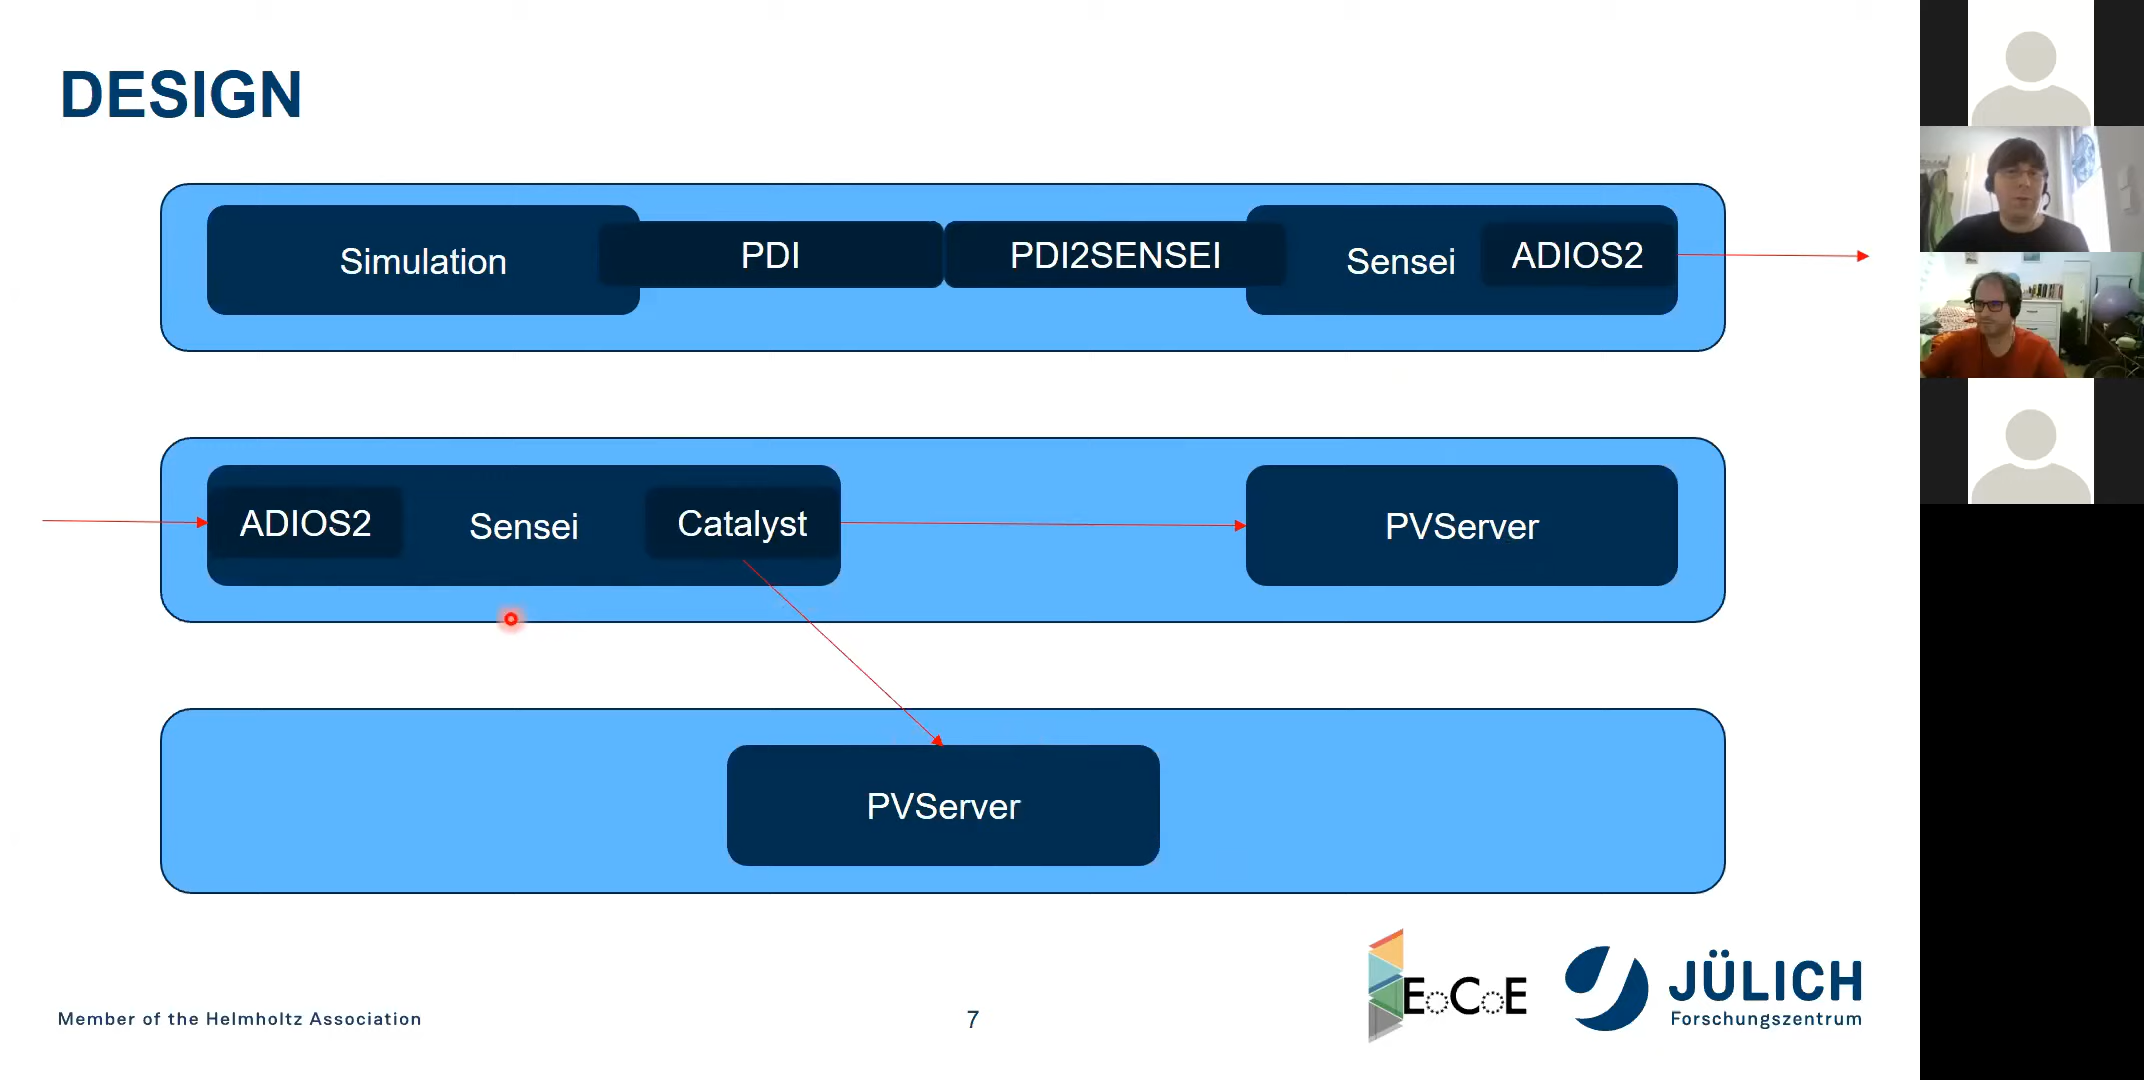 DESIGN
Simulation
PDI
PDI2SENSEI
Sensei
ADIOS2
ADIOS2
Sensei
Catalyst
PVServer
PVServer
EoCoE
JÜLICH
Forschungszentrum
Member of the Helmholtz Association
7